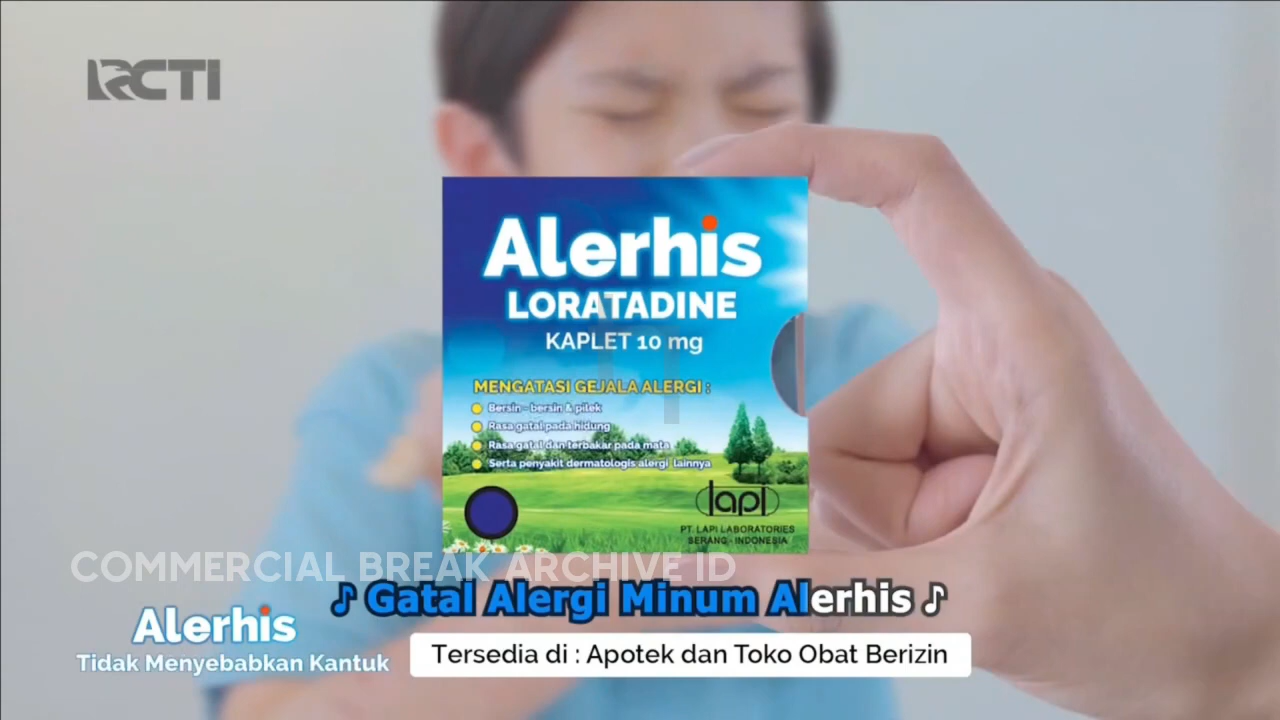 RCTI
Alerhis
LORATADINE
KAPLET 10 mg
MENGATASI GEJALA ALERGI :
Bersin - bersin & pilek
Rasa gatal pada hidung
Rasa gatal dan terbakar pada mata
Serta penyakit dermatologis alergi lainnya
lapi
PT. LAPI LABORATORIES
SERANG - INDONESIA
COMMERCIAL BREAK ARCHIVE ID
♪ Gatal Alergi Minum Alerhis ♪
Alerhis
Tidak Menyebabkan Kantuk
Tersedia di : Apotek dan Toko Obat Berizin